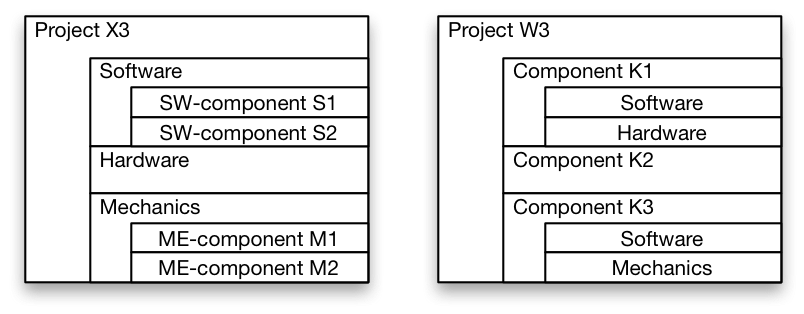 Project X3
Software
SW-component S1
SW-component S2
Hardware
Mechanics
ME-component M1
ME-component M2
Project W3
Component K1
Software
Hardware
Component K2
Component K3
Software
Mechanics